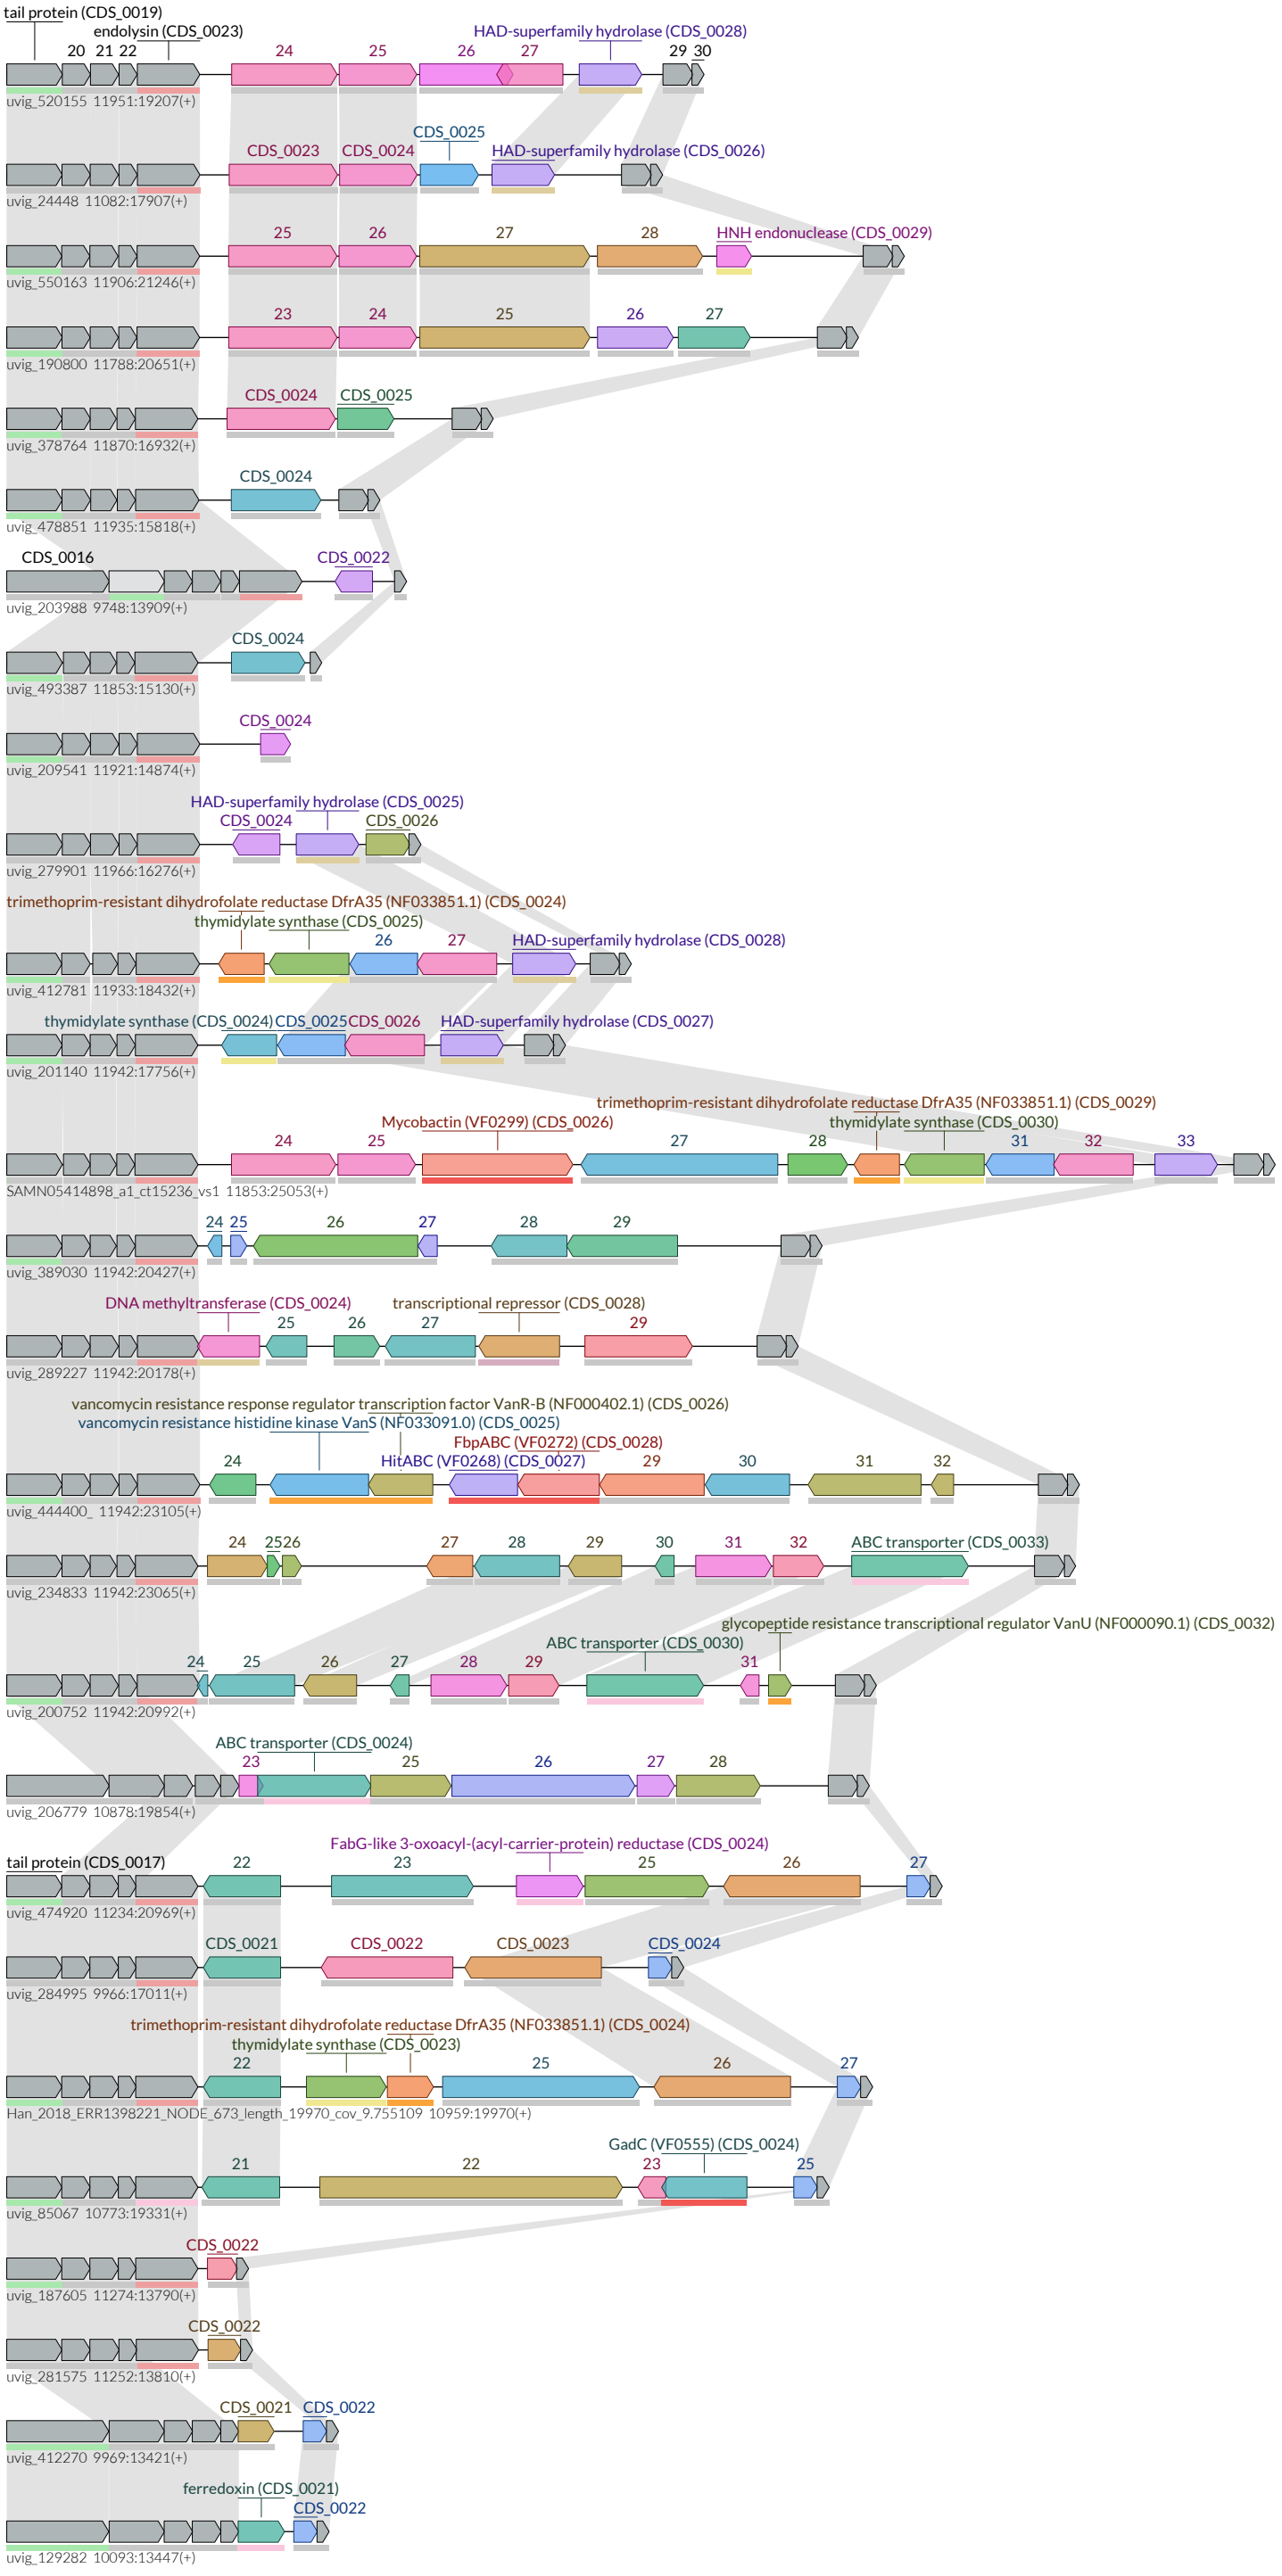 tail protein (CDS_0019)
endolysin (CDS_0023)
HAD-superfamily hydrolase (CDS_0028)
20 21 22 24 25 26 27 29 30
uvig_520155 11951:19207(+)
CDS_0025
CDS_0023 CDS_0024 HAD-superfamily hydrolase (CDS_0026)
uvig_24448 11082:17907(+)
25 26 27 28 HNH endonuclease (CDS_0029)
uvig_550163 11906:21246(+)
23 24 25 26 27
uvig_190800 11788:20651(+)
CDS_0024 CDS_0025
uvig_378764 11870:16932(+)
CDS_0024
uvig_478851 11935:15818(+)
CDS_0016 CDS_0022
uvig_203988 9748:13909(+)
CDS_0024
uvig_493387 11853:15130(+)
CDS_0024
uvig_209541 11921:14874(+)
HAD-superfamily hydrolase (CDS_0025)
CDS_0024 CDS_0026
uvig_279901 11966:16276(+)
trimethoprim-resistant dihydrofolate reductase DfrA35 (NF033851.1) (CDS_0024)
thymidylate synthase (CDS_0025)
26 27 HAD-superfamily hydrolase (CDS_0028)
uvig_412781 11933:18432(+)
thymidylate synthase (CDS_0024) CDS_0025 CDS_0026 HAD-superfamily hydrolase (CDS_0027)
uvig_201140 11942:17756(+)
trimethoprim-resistant dihydrofolate reductase DfrA35 (NF033851.1) (CDS_0029)
Mycobactin (VF0299) (CDS_0026) thymidylate synthase (CDS_0030)
24 25 27 28 31 32 33
SAMN05414898_a1_ct15236_vs1 11853:25053(+)
24 25 26 27 28 29
uvig_389030 11942:20427(+)
DNA methyltransferase (CDS_0024) transcriptional repressor (CDS_0028)
25 26 27 29
uvig_289227 11942:20178(+)
vancomycin resistance response regulator transcription factor VanR-B (NF000402.1) (CDS_0026)
vancomycin resistance histidine kinase VanS (NF033091.0) (CDS_0025)
FbpABC (VF0272) (CDS_0028)
24 HitABC (VF0268) (CDS_0027) 29 30 31 32
uvig_444400_ 11942:23105(+)
24 25 26 27 28 29 30 31 32 ABC transporter (CDS_0033)
uvig_234833 11942:23065(+)
glycopeptide resistance transcriptional regulator VanU (NF000090.1) (CDS_0032)
ABC transporter (CDS_0030)
24 25 26 27 28 29 31
uvig_200752 11942:20992(+)
ABC transporter (CDS_0024)
23 25 26 27 28
uvig_206779 10878:19854(+)
FabG-like 3-oxoacyl-(acyl-carrier-protein) reductase (CDS_0024)
tail protein (CDS_0017) 22 23 25 26 27
uvig_474920 11234:20969(+)
CDS_0021 CDS_0022 CDS_0023 CDS_0024
uvig_284995 9966:17011(+)
trimethoprim-resistant dihydrofolate reductase DfrA35 (NF033851.1) (CDS_0024)
thymidylate synthase (CDS_0023)
22 25 26 27
Han_2018_ERR1398221_NODE_673_length_19970_cov_9.755109 10959:19970(+)
GadC (VF0555) (CDS_0024)
21 22 23 25
uvig_85067 10773:19331(+)
CDS_0022
uvig_187605 11274:13790(+)
CDS_0022
uvig_281575 11252:13810(+)
CDS_0021 CDS_0022
uvig_412270 9969:13421(+)
ferredoxin (CDS_0021)
CDS_0022
uvig_129282 10093:13447(+)